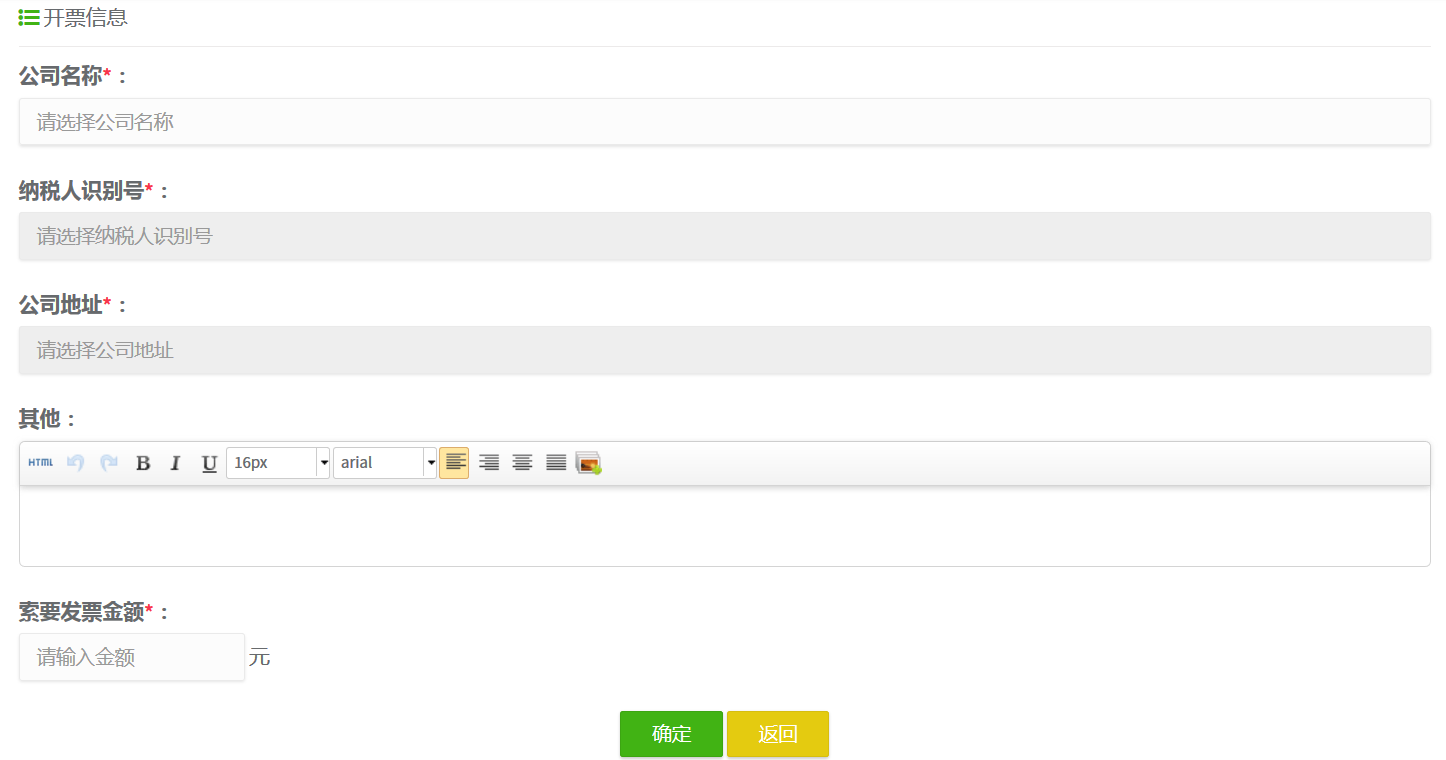 开票信息
公司名称*：
请选择公司名称
纳税人识别号*：
请选择纳税人识别号
公司地址*：
请选择公司地址
其他：
HTML B I U 16px arial
索要发票金额*：
请输入金额 元
确定 返回